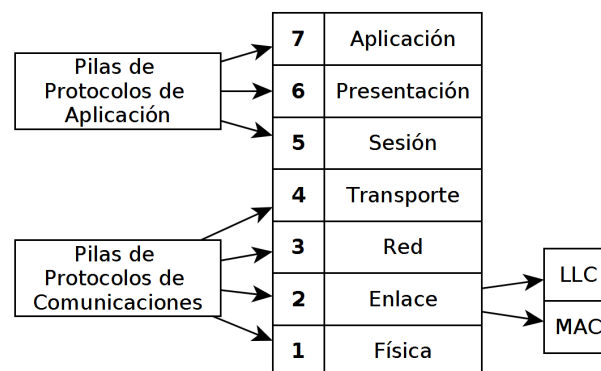 7 Aplicación
Pilas de
Protocolos de
Aplicación
6 Presentación
5 Sesión
4 Transporte
3 Red
Pilas de
Protocolos de
Comunicaciones
2 Enlace
LLC
MAC
1 Física